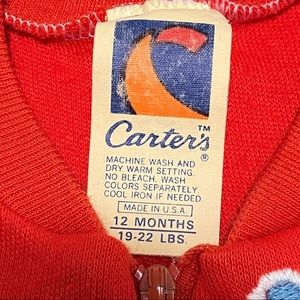 Carter's™
®
MACHINE WASH AND
DRY WARM SETTING.
NO BLEACH. WASH
COLORS SEPARATELY
COOL IRON IF NEEDED.
MADE IN U.S.A.
12 MONTHS
19-22 LBS.